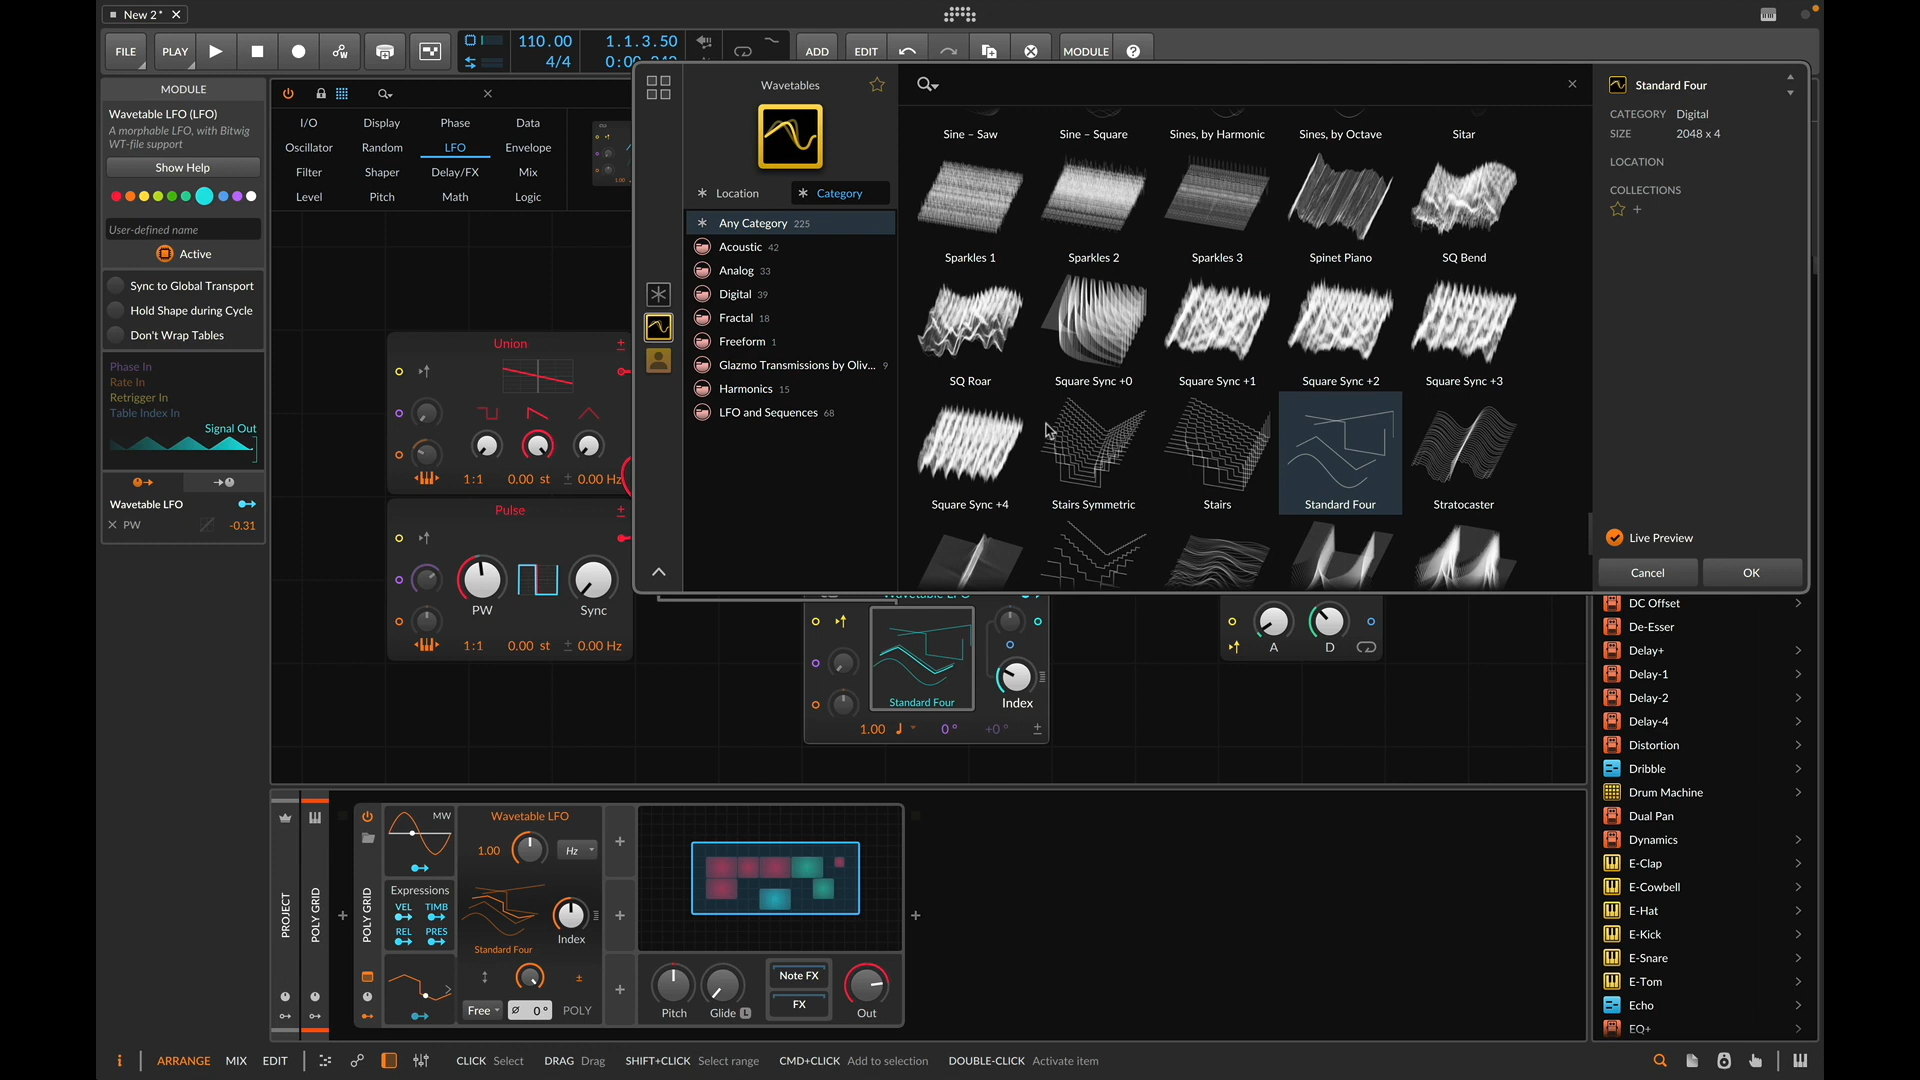 New 2*
FILE
PLAY
110.00
4/4
1.1.3.50
ADD
EDIT
MODULE
?
MODULE
Wavetable LFO (LFO)
A morphable LFO, with Bitwig
WT-file support
Show Help
User-defined name
Active
Sync to Global Transport
Hold Shape during Cycle
Don't Wrap Tables
Phase In
Rate In
Retrigger In
Table Index In
Signal Out
Wavetable LFO
PW
-0.31
I/O Display Phase Data
Oscillator Random LFO Envelope
Filter Shaper Delay/FX Mix
Level Pitch Math Logic
Union
1:1 0.00 st ± 0.00 Hz
Pulse
PW Sync
1:1 0.00 st ± 0.00 Hz
Wavetables
Location Category
Any Category 225
Acoustic 42
Analog 33
Digital 39
Fractal 18
Freeform 1
Glazmo Transmissions by Oliv... 9
Harmonics 15
LFO and Sequences 68
Sine – Saw Sine – Square Sines, by Harmonic Sines, by Octave Sitar
Sparkles 1 Sparkles 2 Sparkles 3 Spinet Piano SQ Bend
SQ Roar Square Sync +0 Square Sync +1 Square Sync +2 Square Sync +3
Square Sync +4 Stairs Symmetric Stairs Standard Four Stratocaster
Standard Four
CATEGORY Digital
SIZE 2048 x 4
LOCATION
COLLECTIONS
Live Preview
Cancel OK
Wavetable LFO
Standard Four
Index
1.00 0° +0° ±
A D
DC Offset
De-Esser
Delay+
Delay-1
Delay-2
Delay-4
Distortion
Dribble
Drum Machine
Dual Pan
Dynamics
E-Clap
E-Cowbell
E-Hat
E-Kick
E-Snare
E-Tom
Echo
EQ+
PROJECT
POLY GRID
POLY GRID
MW
Expressions
VEL TIMB
REL PRES
Wavetable LFO
1.00 Hz
Index
Standard Four
Free ø 0° POLY
Pitch Glide L
Note FX
FX
Out
i ARRANGE MIX EDIT CLICK Select DRAG Drag SHIFT+CLICK Select range CMD+CLICK Add to selection DOUBLE-CLICK Activate item